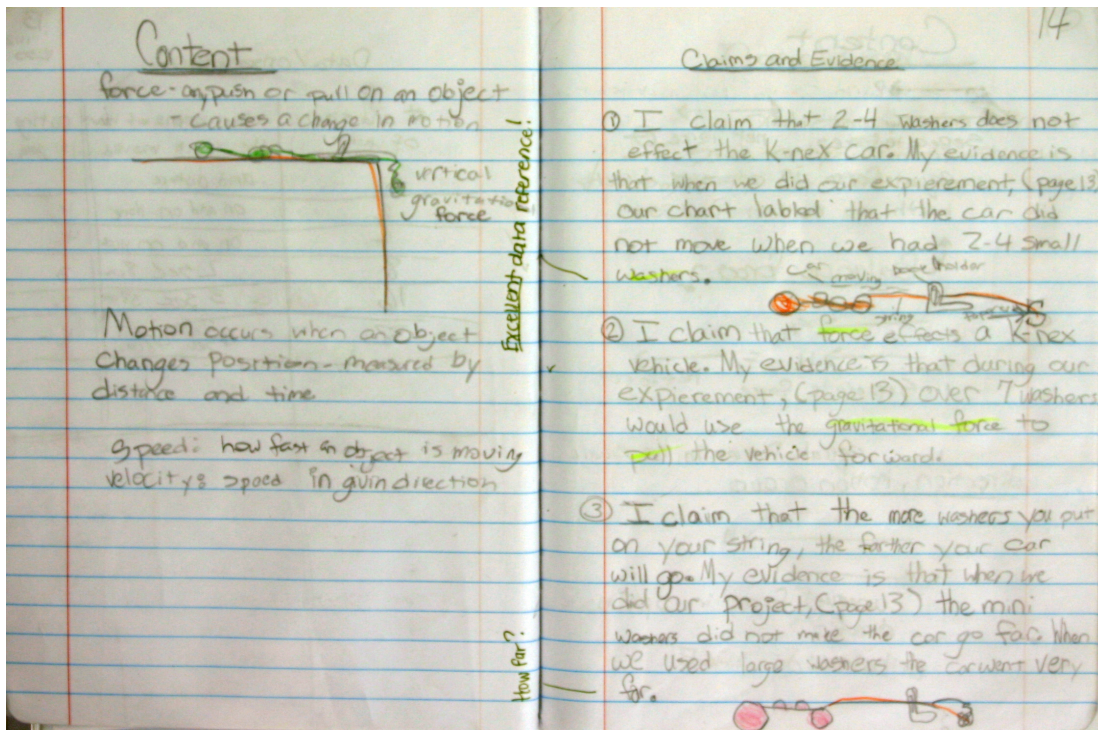 Content
force - any push or pull on an object
- causes a change in motion
vertical
gravitation
force
Motion occurs when an object
changes position - measured by
distance and time
Speed: how fast an object is moving
velocity: speed in givin direction
Excellent data reference!
How far?
14
Claims and Evidence
① I claim that 2-4 washers does not
effect the K-nex car. My evidence is
that when we did our expierement, (page 13)
our chart labled that the car did
not move when we had 2-4 small
washers.
car
moving
string
② I claim that force effects a K-nex
vehicle. My evidence is that during our
expierement, (page 13) over 7 washers
would use the gravitational force to
pull the vehicle forward.
③ I claim that the more washers you put
on your string, the farther your car
will go. My evidence is that when we
did our project, (page 13) the mini
washers did not make the car go far. When
we used large washers the car went very
far.